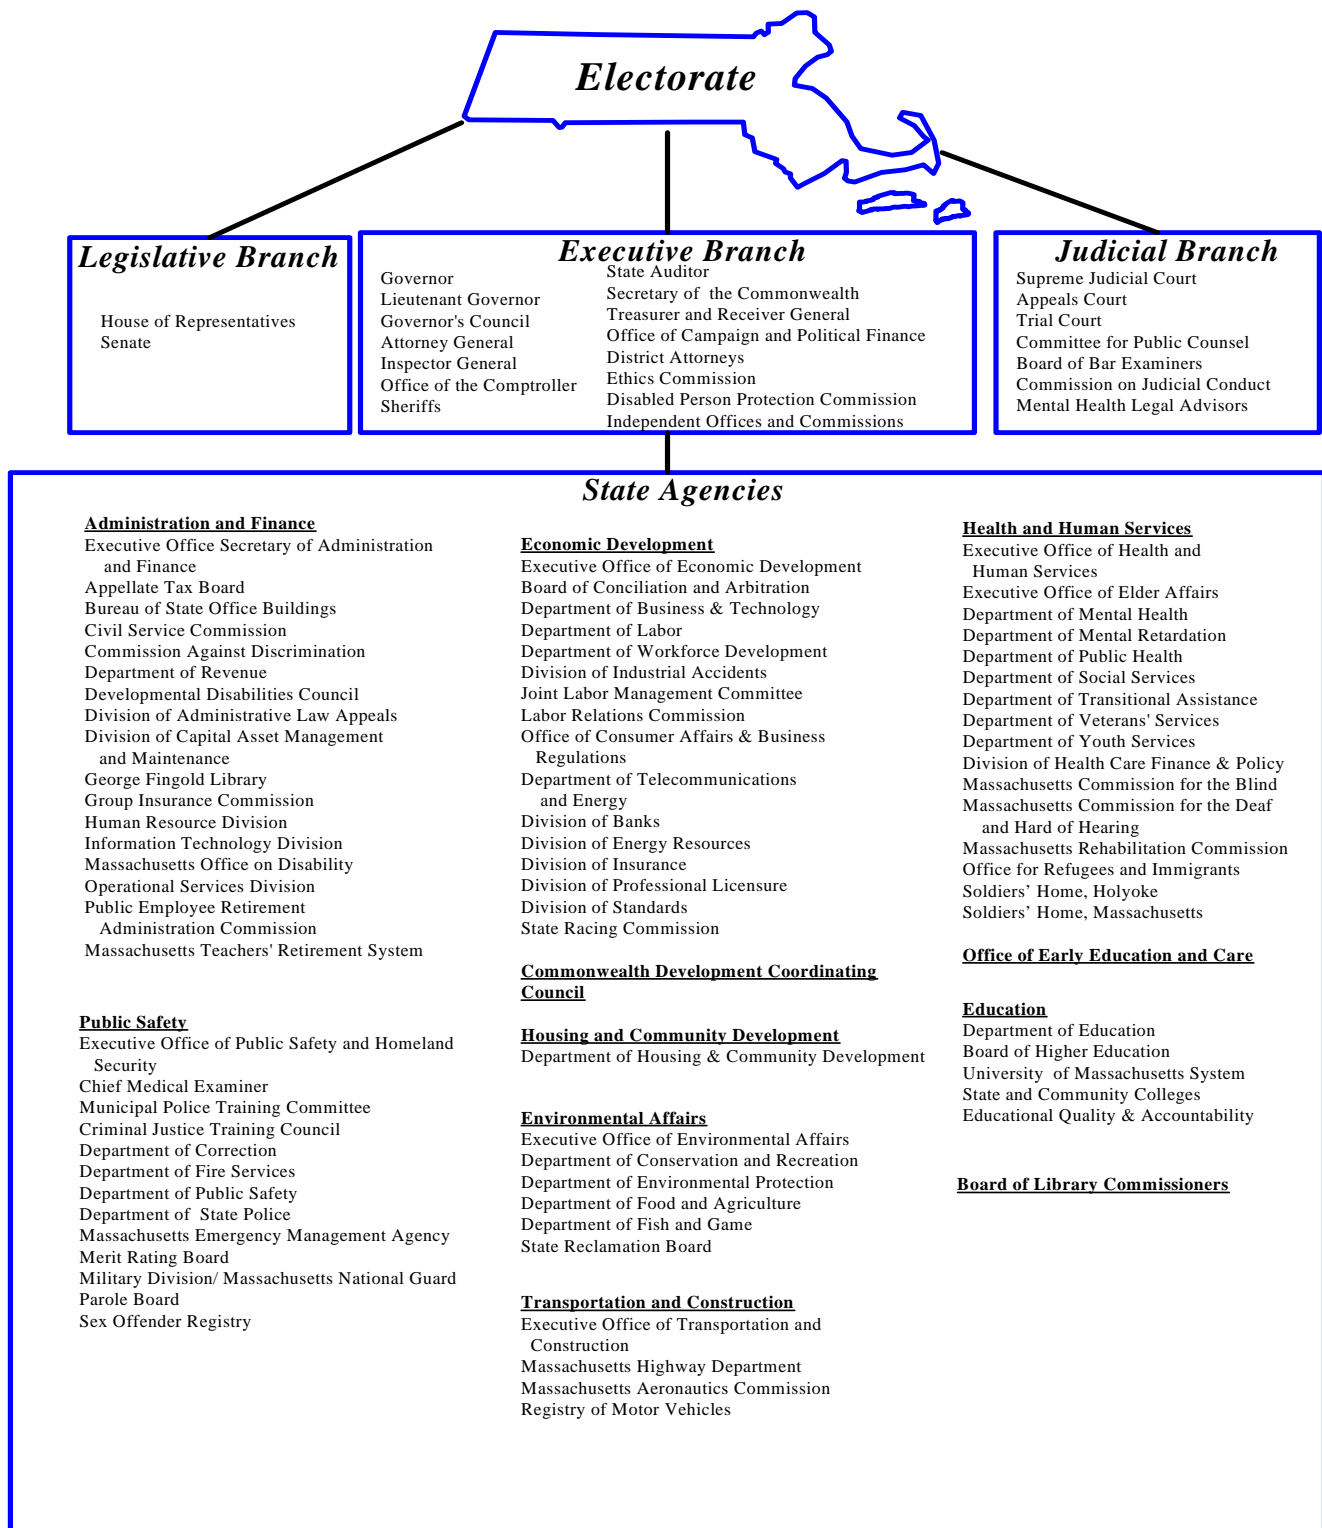 Electorate
Legislative Branch
House of Representatives
Senate
Executive Branch
Governor
Lieutenant Governor
Governor's Council
Attorney General
Inspector General
Office of the Comptroller
Sheriffs
State Auditor
Secretary of the Commonwealth
Treasurer and Receiver General
Office of Campaign and Political Finance
District Attorneys
Ethics Commission
Disabled Person Protection Commission
Independent Offices and Commissions
Judicial Branch
Supreme Judicial Court
Appeals Court
Trial Court
Committee for Public Counsel
Board of Bar Examiners
Commission on Judicial Conduct
Mental Health Legal Advisors
State Agencies
Administration and Finance
Executive Office Secretary of Administration
and Finance
Appellate Tax Board
Bureau of State Office Buildings
Civil Service Commission
Commission Against Discrimination
Department of Revenue
Developmental Disabilities Council
Division of Administrative Law Appeals
Division of Capital Asset Management
and Maintenance
George Fingold Library
Group Insurance Commission
Human Resource Division
Information Technology Division
Massachusetts Office on Disability
Operational Services Division
Public Employee Retirement
Administration Commission
Massachusetts Teachers' Retirement System
Public Safety
Executive Office of Public Safety and Homeland
Security
Chief Medical Examiner
Municipal Police Training Committee
Criminal Justice Training Council
Department of Correction
Department of Fire Services
Department of Public Safety
Department of State Police
Massachusetts Emergency Management Agency
Merit Rating Board
Military Division/ Massachusetts National Guard
Parole Board
Sex Offender Registry
Economic Development
Executive Office of Economic Development
Board of Conciliation and Arbitration
Department of Business & Technology
Department of Labor
Department of Workforce Development
Division of Industrial Accidents
Joint Labor Management Committee
Labor Relations Commission
Office of Consumer Affairs & Business
Regulations
Department of Telecommunications
and Energy
Division of Banks
Division of Energy Resources
Division of Insurance
Division of Professional Licensure
Division of Standards
State Racing Commission
Commonwealth Development Coordinating
Council
Housing and Community Development
Department of Housing & Community Development
Environmental Affairs
Executive Office of Environmental Affairs
Department of Conservation and Recreation
Department of Environmental Protection
Department of Food and Agriculture
Department of Fish and Game
State Reclamation Board
Transportation and Construction
Executive Office of Transportation and
Construction
Massachusetts Highway Department
Massachusetts Aeronautics Commission
Registry of Motor Vehicles
Health and Human Services
Executive Office of Health and
Human Services
Executive Office of Elder Affairs
Department of Mental Health
Department of Mental Retardation
Department of Public Health
Department of Social Services
Department of Transitional Assistance
Department of Veterans' Services
Department of Youth Services
Division of Health Care Finance & Policy
Massachusetts Commission for the Blind
Massachusetts Commission for the Deaf
and Hard of Hearing
Massachusetts Rehabilitation Commission
Office for Refugees and Immigrants
Soldiers’ Home, Holyoke
Soldiers’ Home, Massachusetts
Office of Early Education and Care
Education
Department of Education
Board of Higher Education
University of Massachusetts System
State and Community Colleges
Educational Quality & Accountability
Board of Library Commissioners